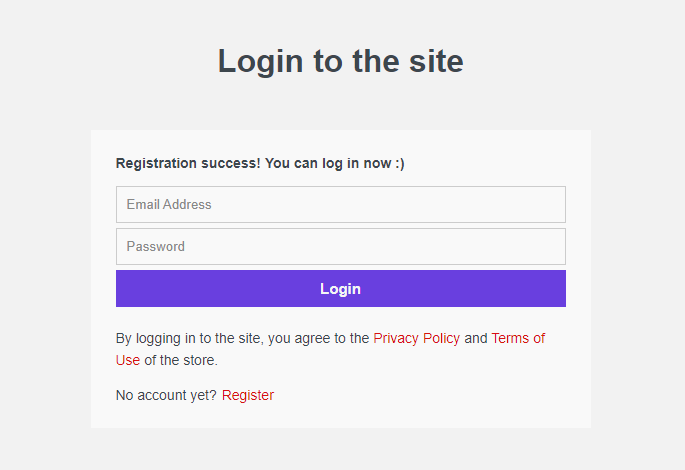 Login to the site
Registration success! You can log in now :)
Email Address
Password
Login
By logging in to the site, you agree to the Privacy Policy and Terms of
Use of the store.
No account yet? Register